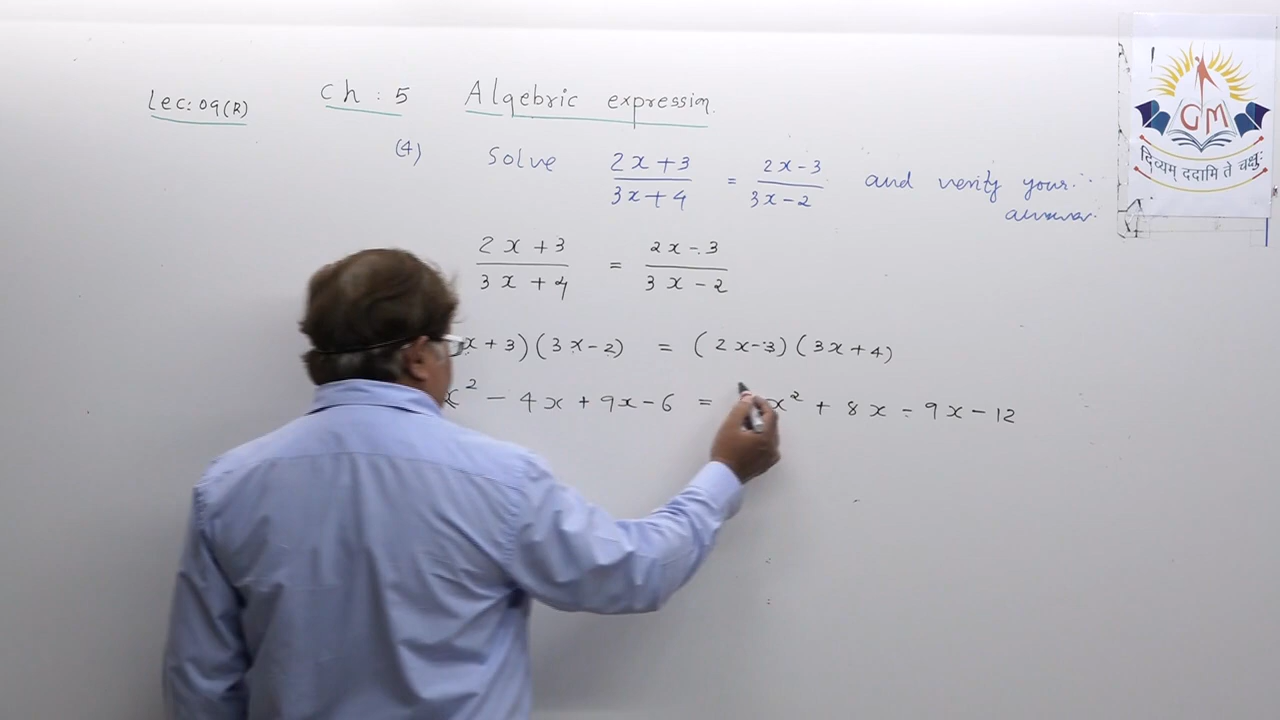 Lec: 09(R) Ch : 5 Algebric expression.
(4) Solve 2x+3/3x+4 = 2x-3/3x-2 and verify your
answer.
2x+3/3x+4 = 2x-3/3x-2
x+3)(3x-2) = (2x-3)(3x+4)
x² - 4x + 9x - 6 = x² + 8x - 9x - 12
GM
दिव्यम् ददामि ते चक्षुः